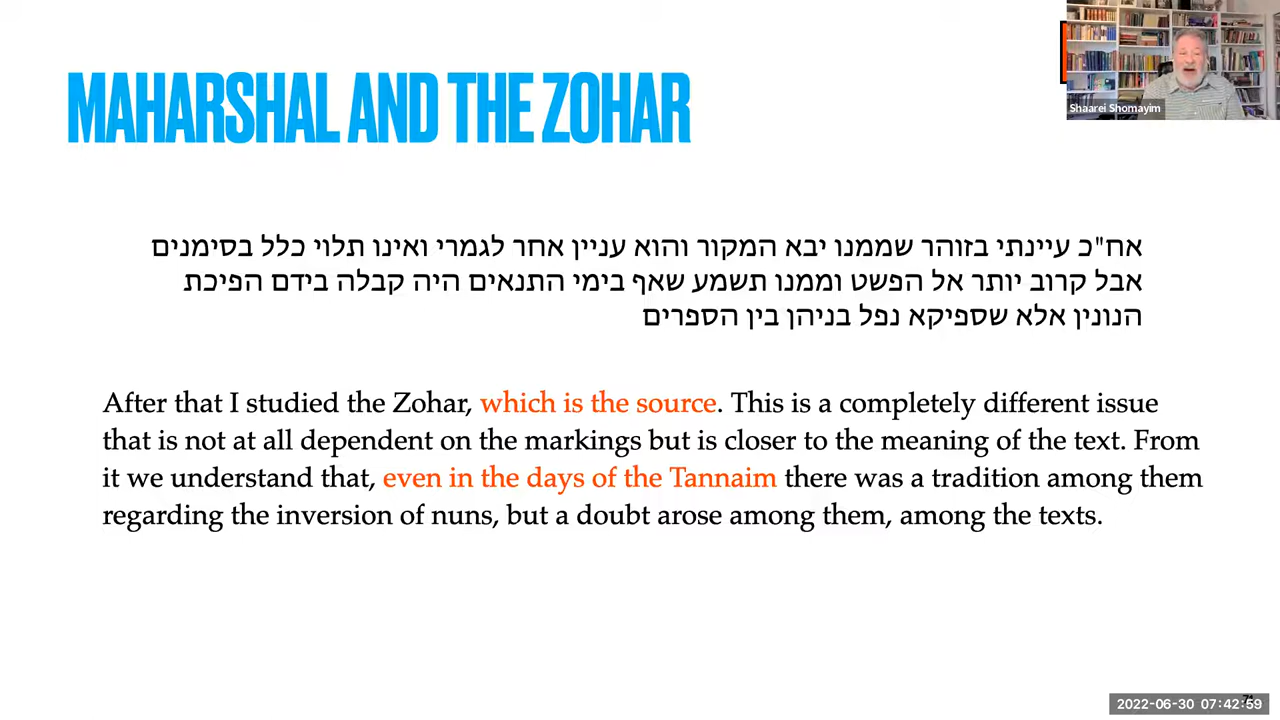 MAHARSHAL AND THE ZOHAR
Shaarei Shomayim
אח"כ עיינתי בזוהר שממנו יבא המקור והוא עניין אחר לגמרי ואינו תלוי כלל בסימנים
אבל קרוב יותר אל הפשט וממנו תשמע שאף בימי התנאים היה קבלה בידם הפיכת
הנונין אלא שספיקא נפל בניהן בין הספרים
After that I studied the Zohar, which is the source. This is a completely different issue
that is not at all dependent on the markings but is closer to the meaning of the text. From
it we understand that, even in the days of the Tannaim there was a tradition among them
regarding the inversion of nuns, but a doubt arose among them, among the texts.
2022-06-30 07:42:59